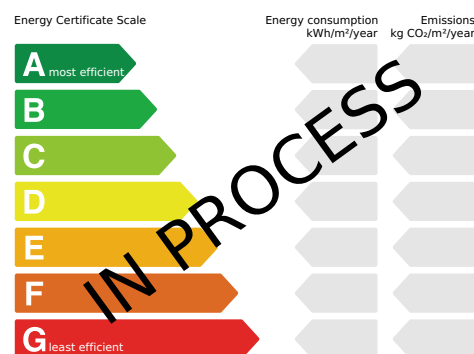 Energy Certificate Scale
Energy consumption
kWh/m²/year
Emissions
kg CO₂/m²/year
A most efficient
B
C
D
E
F
G least efficient
IN PROCESS